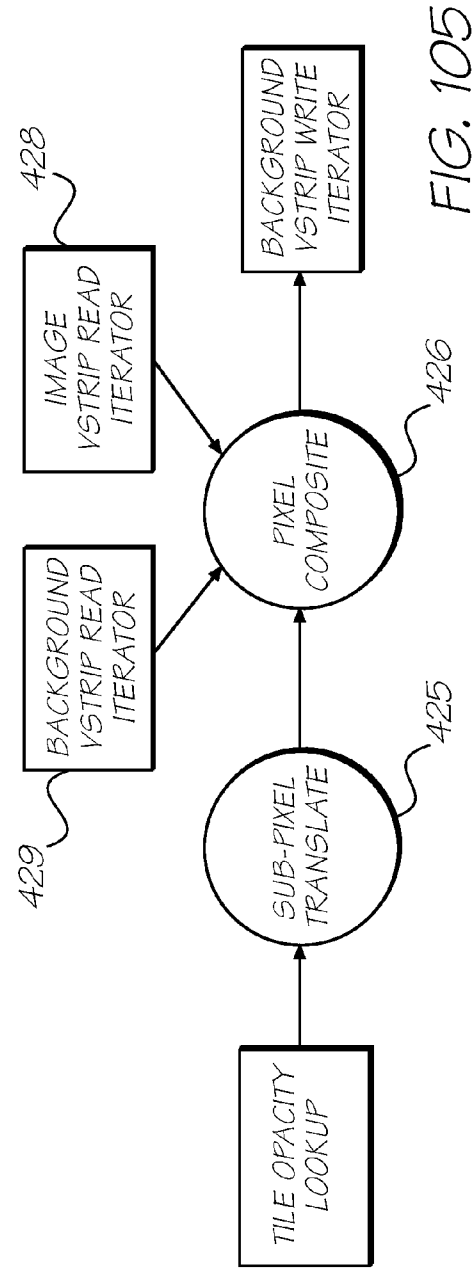 429
BACKGROUND
VSTRIP READ
ITERATOR
IMAGE
VSTRIP READ
ITERATOR
428
TILE OPACITY
LOOKUP
SUB-PIXEL
TRANSLATE
425
PIXEL
COMPOSITE
426
BACKGROUND
VSTRIP WRITE
ITERATOR
FIG. 105